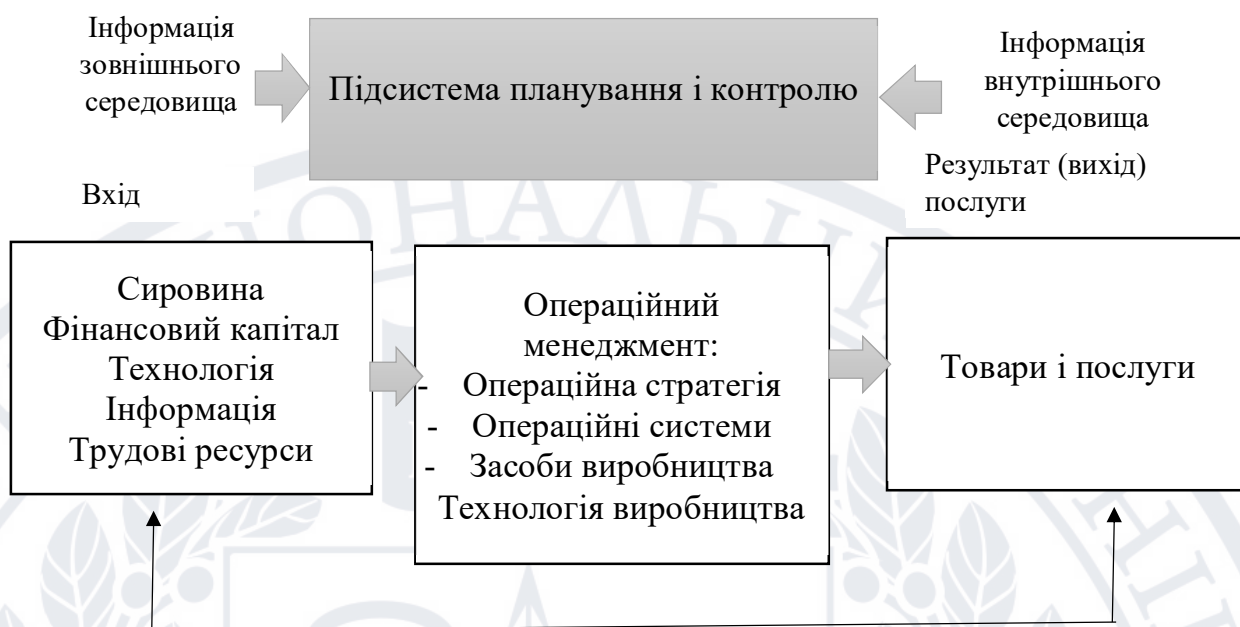 Інформація
зовнішнього
середовища
Підсистема планування і контролю
Інформація
внутрішнього
середовища
Вхід
Результат (вихід)
послуги
Сировина
Фінансовий капітал
Технологія
Інформація
Трудові ресурси
Операційний
менеджмент:
- Операційна стратегія
- Операційні системи
- Засоби виробництва
Технологія виробництва
Товари і послуги